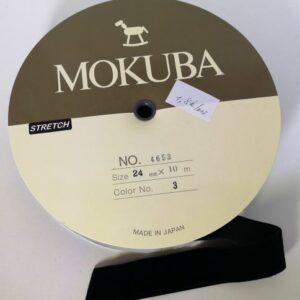 MOKUBA
STRETCH
NO. 4653
Size 24 mm × 10 m
Color No. 3
MADE IN JAPAN